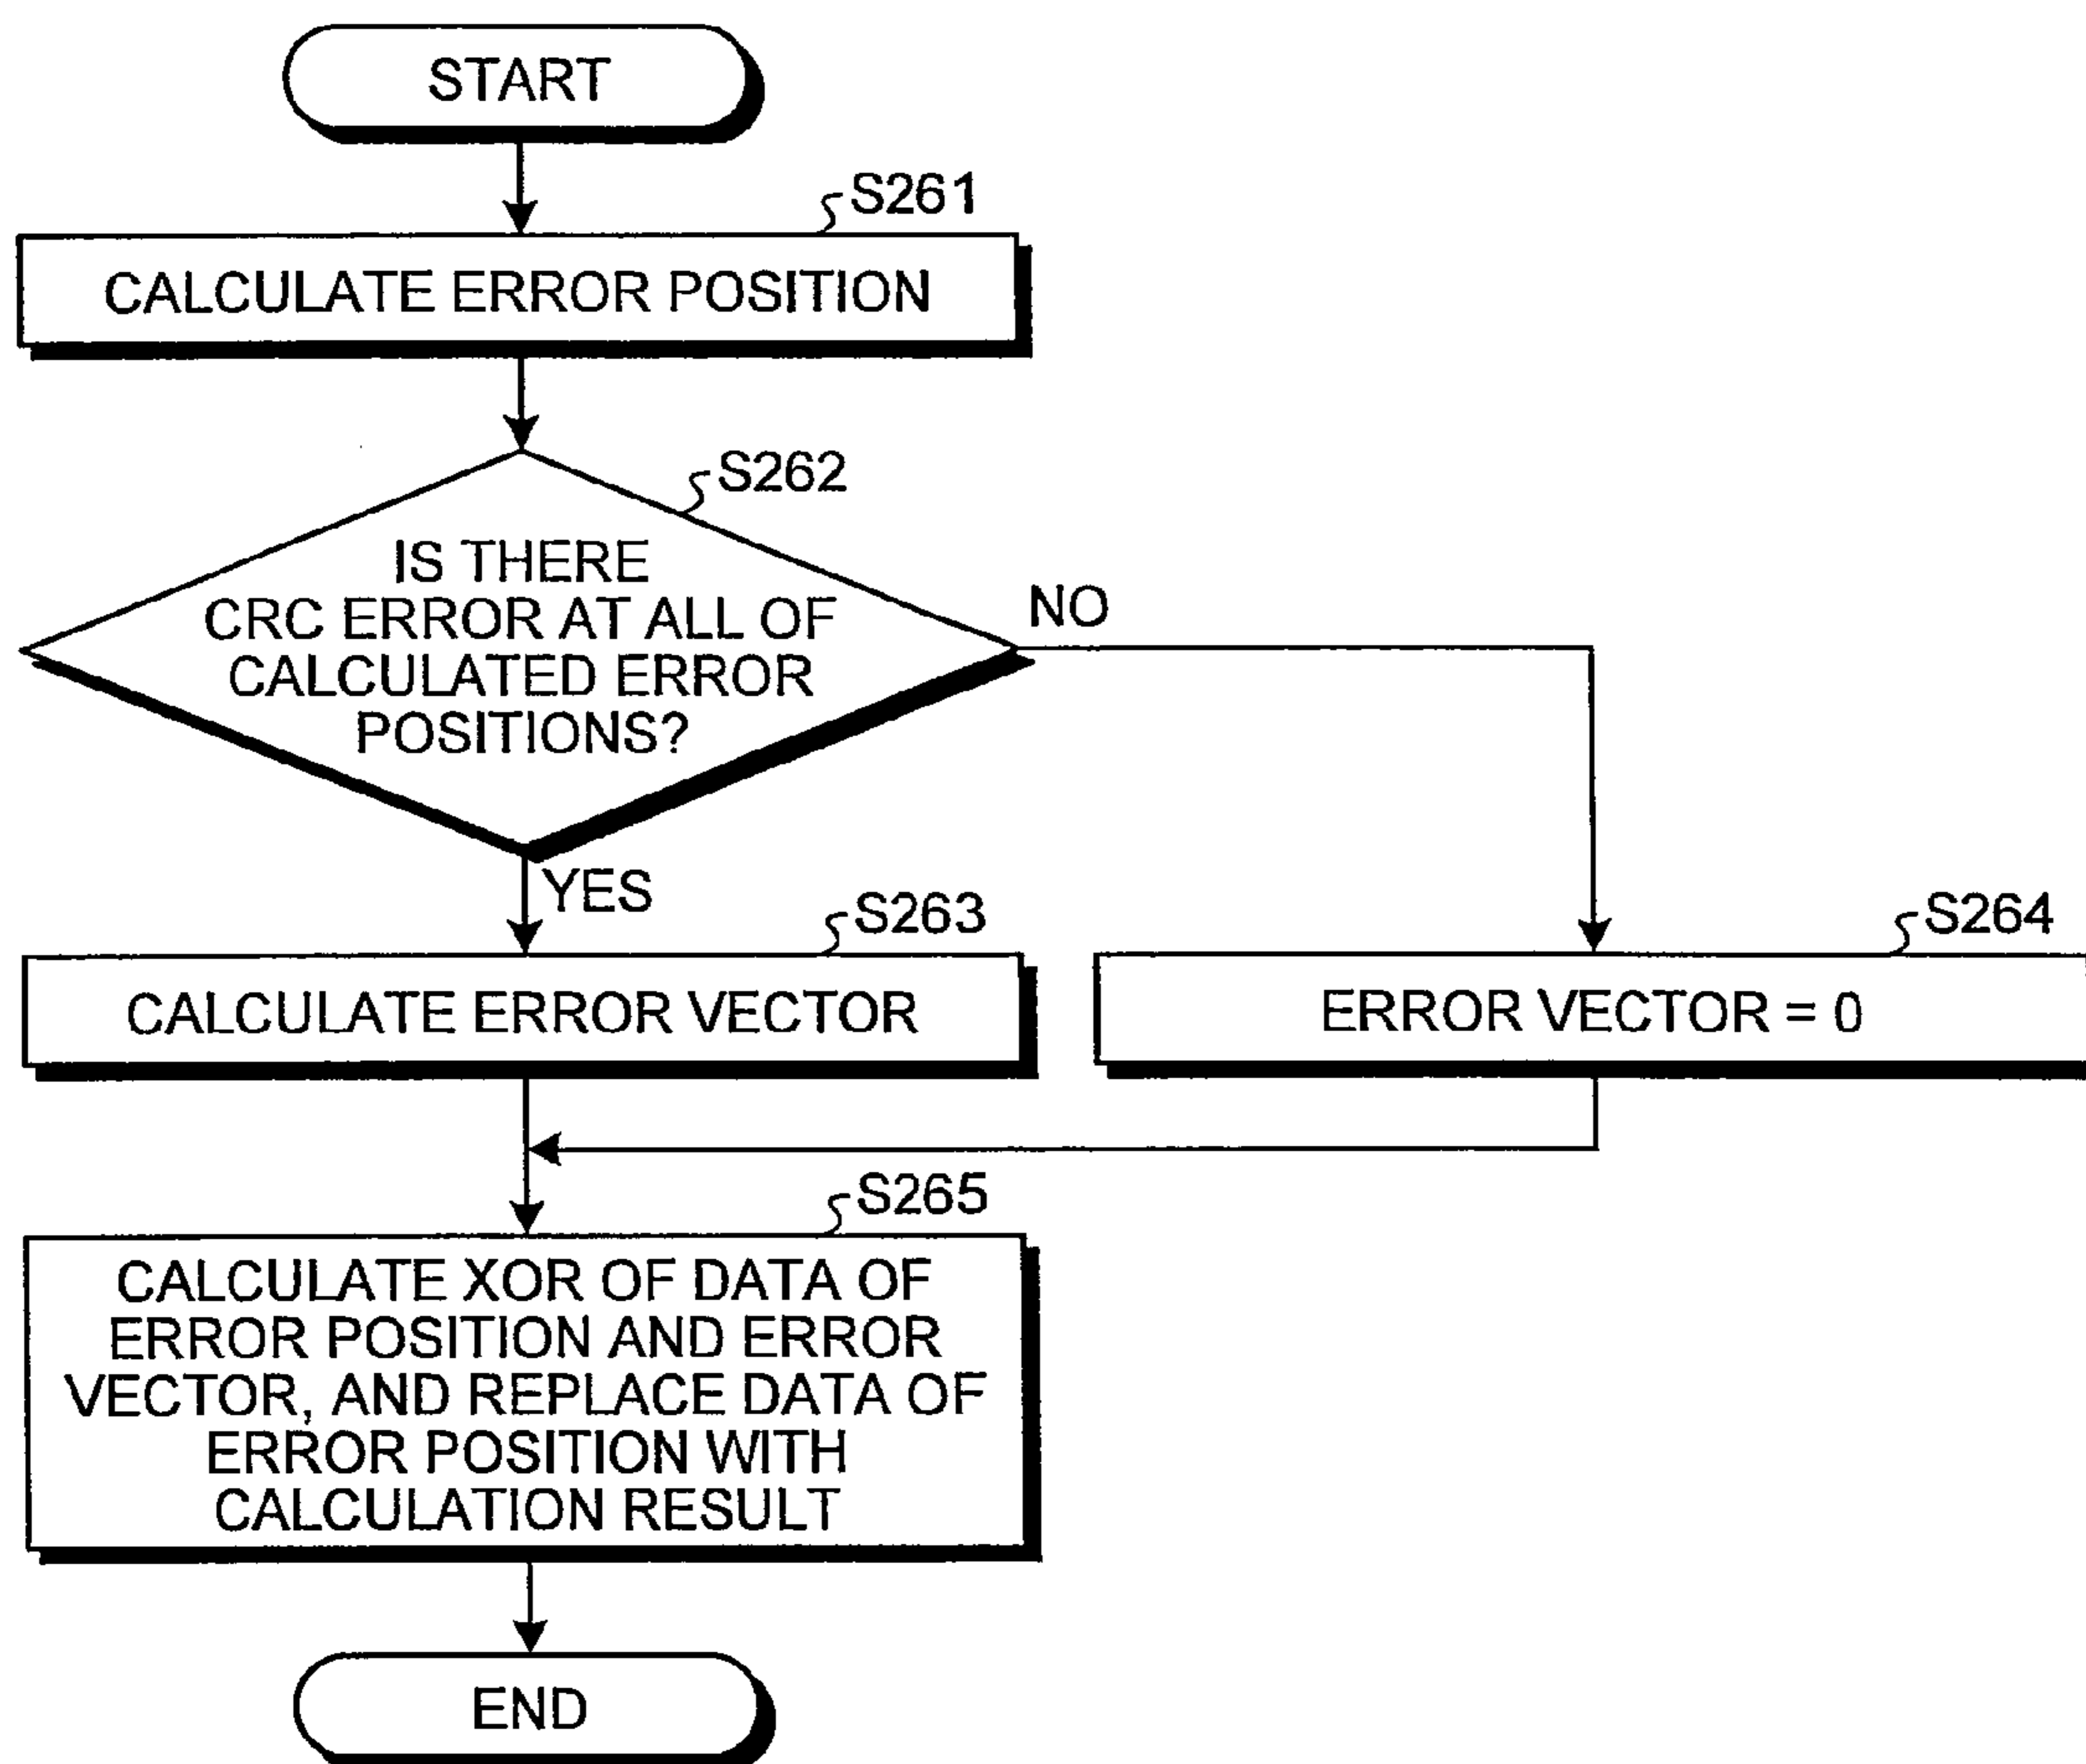 START
S261
CALCULATE ERROR POSITION
S262
IS THERE
CRC ERROR AT ALL OF
CALCULATED ERROR
POSITIONS?
NO
YES
S263
CALCULATE ERROR VECTOR
S264
ERROR VECTOR = 0
S265
CALCULATE XOR OF DATA OF
ERROR POSITION AND ERROR
VECTOR, AND REPLACE DATA OF
ERROR POSITION WITH
CALCULATION RESULT
END